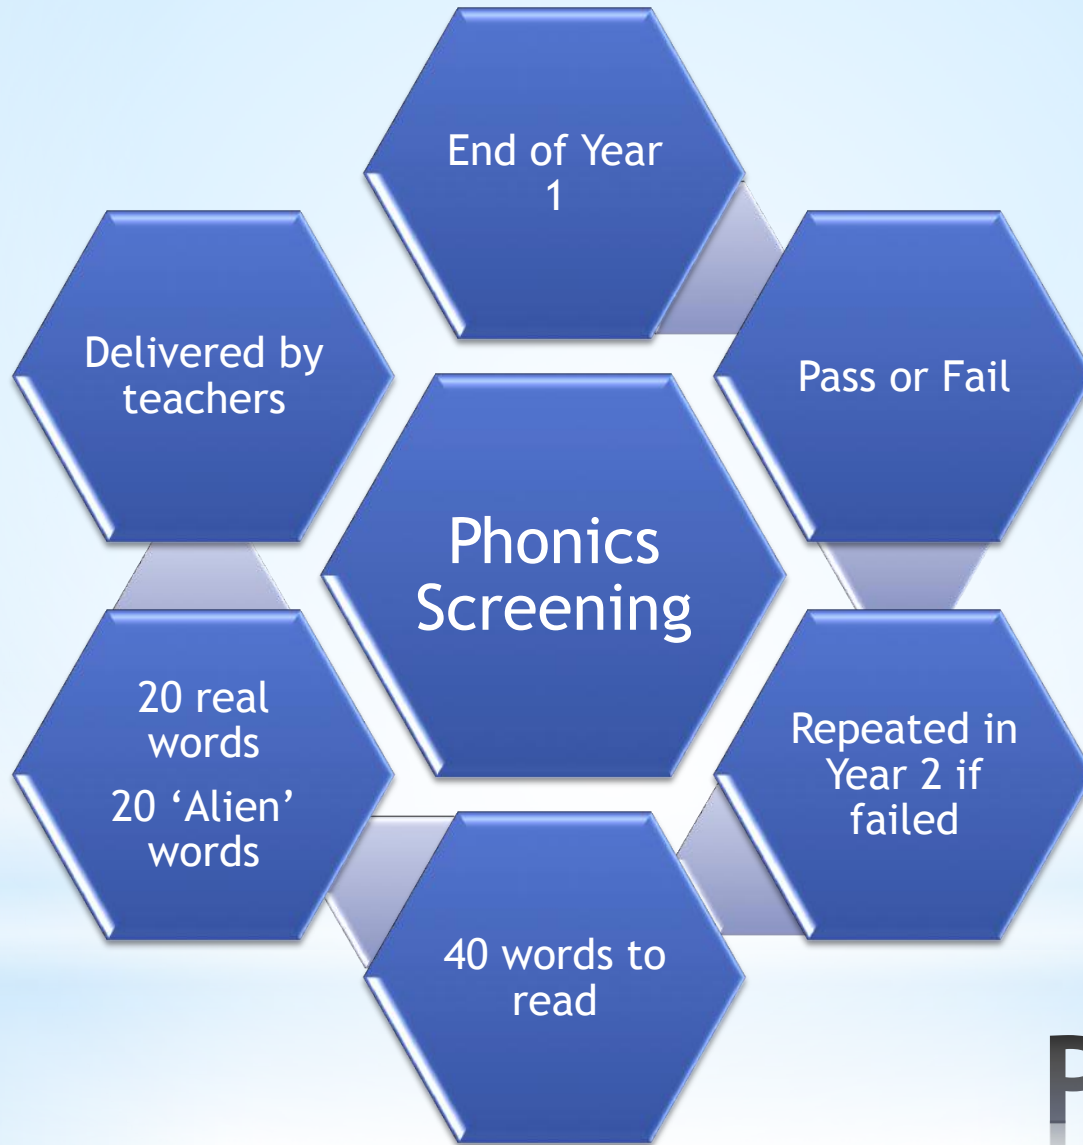 Phonics
Screening
End of Year
1
Pass or Fail
Repeated in
Year 2 if
failed
40 words to
read
20 real
words
20 ‘Alien’
words
Delivered by
teachers
P